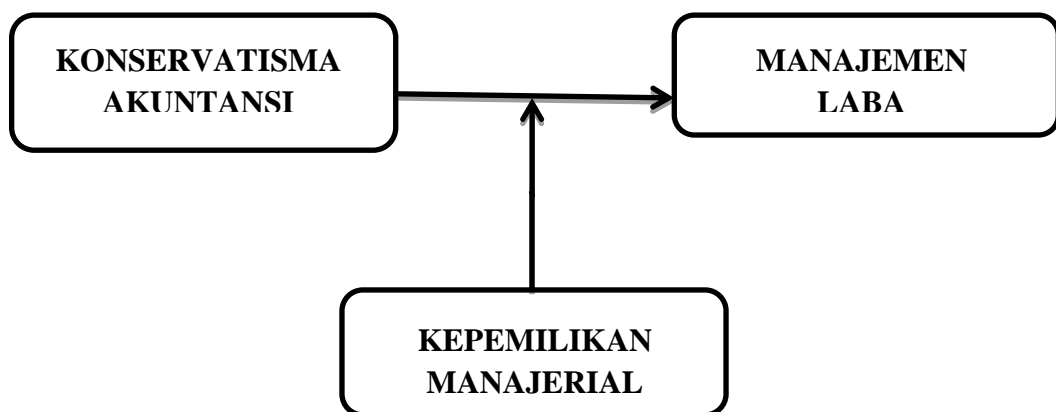 KONSERVATISMA
AKUNTANSI
MANAJEMEN
LABA
KEPEMILIKAN
MANAJERIAL